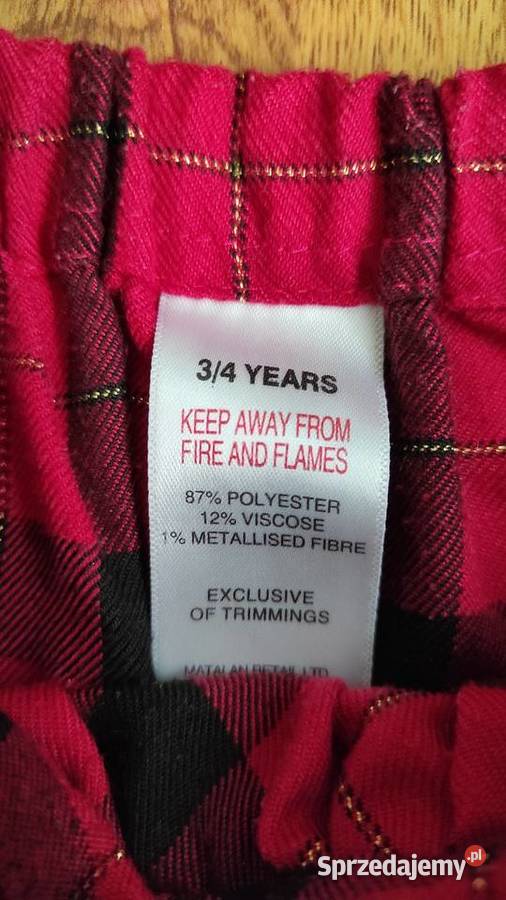 3/4 YEARS
KEEP AWAY FROM
FIRE AND FLAMES
87% POLYESTER
12% VISCOSE
1% METALLISED FIBRE
EXCLUSIVE
OF TRIMMINGS
MATALAN RETAIL LTD
Sprzedajemy.pl